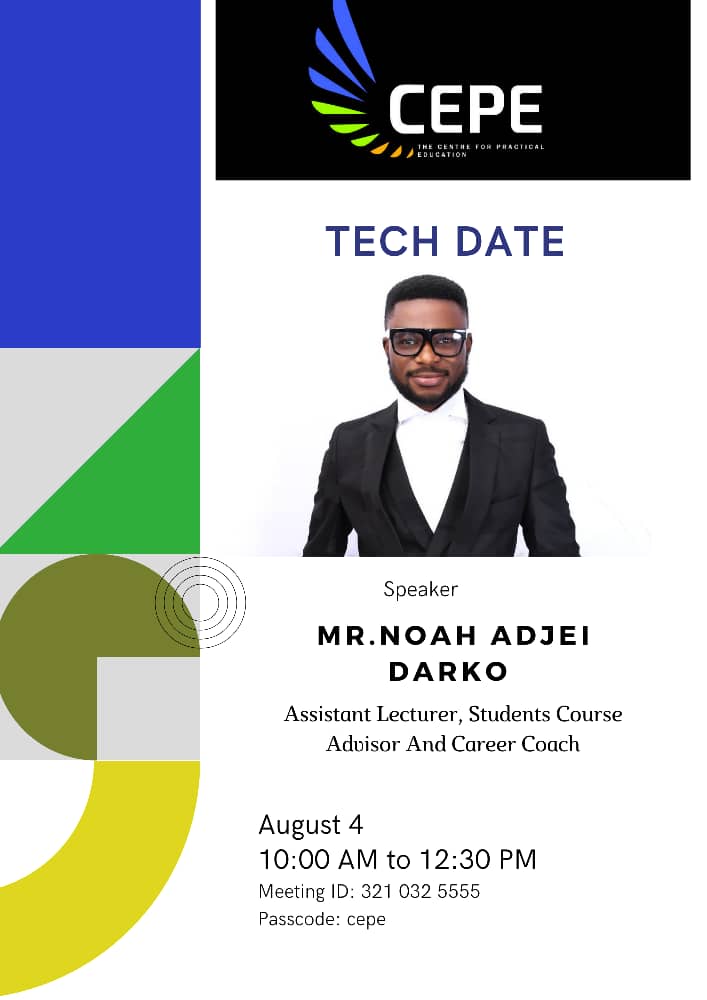 CEPE
THE CENTRE FOR PRACTICAL
EDUCATION
TECH DATE
Speaker
MR.NOAH ADJEI
DARKO
Assistant Lecturer, Students Course
Advisor And Career Coach
August 4
10:00 AM to 12:30 PM
Meeting ID: 321 032 5555
Passcode: cepe